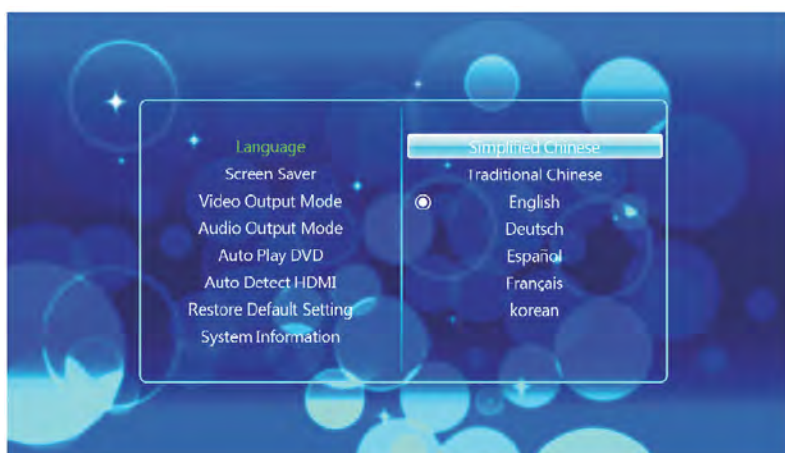 Language
Screen Saver
Video Output Mode
Audio Output Mode
Auto Play DVD
Auto Detect HDMI
Restore Default Setting
System Information
Simplified Chinese
Traditional Chinese
English
Deutsch
Español
Français
korean